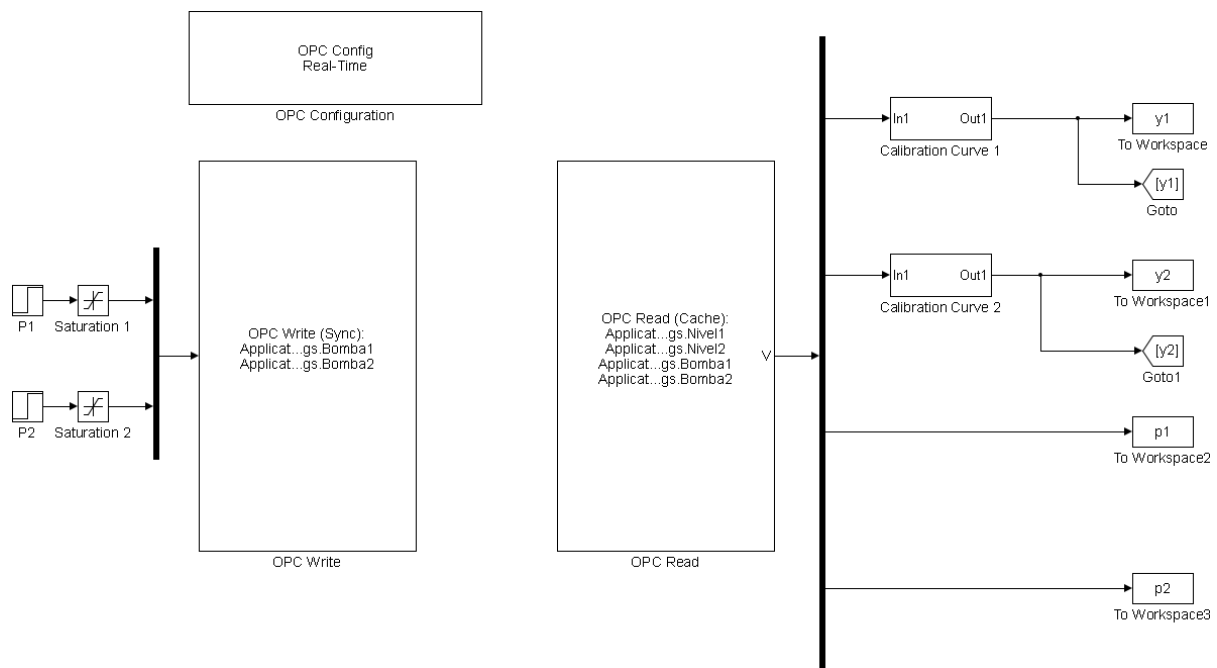 OPC Config
Real-Time
OPC Configuration
P1
Saturation 1
P2
Saturation 2
OPC Write (Sync):
Applicat...gs.Bomba1
Applicat...gs.Bomba2
OPC Write
OPC Read (Cache):
Applicat...gs.Nivel1
Applicat...gs.Nivel2
Applicat...gs.Bomba1
Applicat...gs.Bomba2
V
OPC Read
In1 Out1
Calibration Curve 1
y1
To Workspace
[y1]
Goto
In1 Out1
Calibration Curve 2
y2
To Workspace1
[y2]
Goto1
p1
To Workspace2
p2
To Workspace3